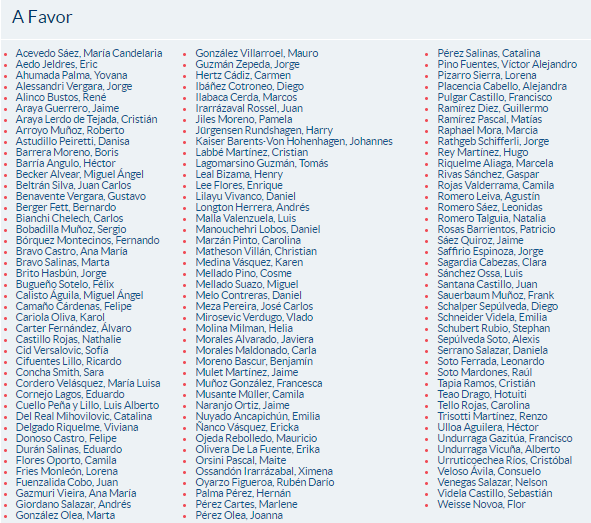 A Favor
Acevedo Sáez, María Candelaria
Aedo Jeldres, Eric
Ahumada Palma, Yovana
Alessandri Vergara, Jorge
Alinco Bustos, René
Araya Guerrero, Jaime
Araya Lerdo de Tejada, Cristián
Arroyo Muñoz, Roberto
Astudillo Peiretti, Danisa
Barrera Moreno, Boris
Barría Angulo, Héctor
Becker Alvear, Miguel Ángel
Beltrán Silva, Juan Carlos
Benavente Vergara, Gustavo
Berger Fett, Bernardo
Bianchi Chelech, Carlos
Bobadilla Muñoz, Sergio
Bórquez Montecinos, Fernando
Bravo Castro, Ana María
Bravo Salinas, Marta
Brito Hasbún, Jorge
Bugueño Sotelo, Félix
Calisto Águila, Miguel Ángel
Camaño Cárdenas, Felipe
Cariola Oliva, Karol
Carter Fernández, Álvaro
Castillo Rojas, Nathalie
Cid Versalovic, Sofía
Cifuentes Lillo, Ricardo
Concha Smith, Sara
Cordero Velásquez, María Luisa
Cornejo Lagos, Eduardo
Cuello Peña y Lillo, Luis Alberto
Del Real Mihovilovic, Catalina
Delgado Riquelme, Viviana
Donoso Castro, Felipe
Durán Salinas, Eduardo
Flores Oporto, Camila
Fries Monleón, Lorena
Fuenzalida Cobo, Juan
Gazmuri Vieira, Ana María
Giordano Salazar, Andrés
González Olea, Marta
González Villarroel, Mauro
Guzmán Zepeda, Jorge
Hertz Cádiz, Carmen
Ibáñez Cotroneo, Diego
Ilabaca Cerda, Marcos
Irarrázaval Rossel, Juan
Jiles Moreno, Pamela
Jürgensen Rundshagen, Harry
Kaiser Barents-Von Hohenhagen, Johannes
Labbé Martínez, Cristian
Lagomarsino Guzmán, Tomás
Leal Bizama, Henry
Lee Flores, Enrique
Lilayu Vivanco, Daniel
Longton Herrera, Andrés
Malla Valenzuela, Luis
Manouchehri Lobos, Daniel
Marzán Pinto, Carolina
Matheson Villán, Christian
Medina Vásquez, Karen
Mellado Pino, Cosme
Mellado Suazo, Miguel
Melo Contreras, Daniel
Meza Pereira, José Carlos
Mirosevic Verdugo, Vlado
Molina Milman, Helia
Morales Alvarado, Javiera
Morales Maldonado, Carla
Moreno Bascur, Benjamín
Mulet Martínez, Jaime
Muñoz González, Francesca
Musante Müller, Camila
Naranjo Ortiz, Jaime
Nuyado Ancapichún, Emilia
Ñanco Vásquez, Ericka
Ojeda Rebolledo, Mauricio
Olivera De La Fuente, Erika
Orsini Pascal, Maite
Ossandón Irarrázabal, Ximena
Oyarzo Figueroa, Rubén Darío
Palma Pérez, Hernán
Pérez Cartes, Marlene
Pérez Olea, Joanna
Pérez Salinas, Catalina
Pino Fuentes, Víctor Alejandro
Pizarro Sierra, Lorena
Placencia Cabello, Alejandra
Pulgar Castillo, Francisco
Ramírez Diez, Guillermo
Ramírez Pascal, Matías
Raphael Mora, Marcia
Rathgeb Schifferli, Jorge
Rey Martínez, Hugo
Riquelme Aliaga, Marcela
Rivas Sánchez, Gaspar
Rojas Valderrama, Camila
Romero Leiva, Agustín
Romero Sáez, Leonidas
Romero Talguia, Natalia
Rosas Barrientos, Patricio
Sáez Quiroz, Jaime
Saffirio Espinoza, Jorge
Sagardia Cabezas, Clara
Sánchez Ossa, Luis
Santana Castillo, Juan
Sauerbaum Muñoz, Frank
Schalper Sepúlveda, Diego
Schneider Videla, Emilia
Schubert Rubio, Stephan
Sepúlveda Soto, Alexis
Serrano Salazar, Daniela
Soto Ferrada, Leonardo
Soto Mardones, Raúl
Tapia Ramos, Cristián
Teao Drago, Hotuiti
Tello Rojas, Carolina
Trisotti Martínez, Renzo
Ulloa Aguilera, Héctor
Undurraga Gazitúa, Francisco
Undurraga Vicuña, Alberto
Urruticoechea Ríos, Cristóbal
Veloso Ávila, Consuelo
Venegas Salazar, Nelson
Videla Castillo, Sebastián
Weisse Novoa, Flor